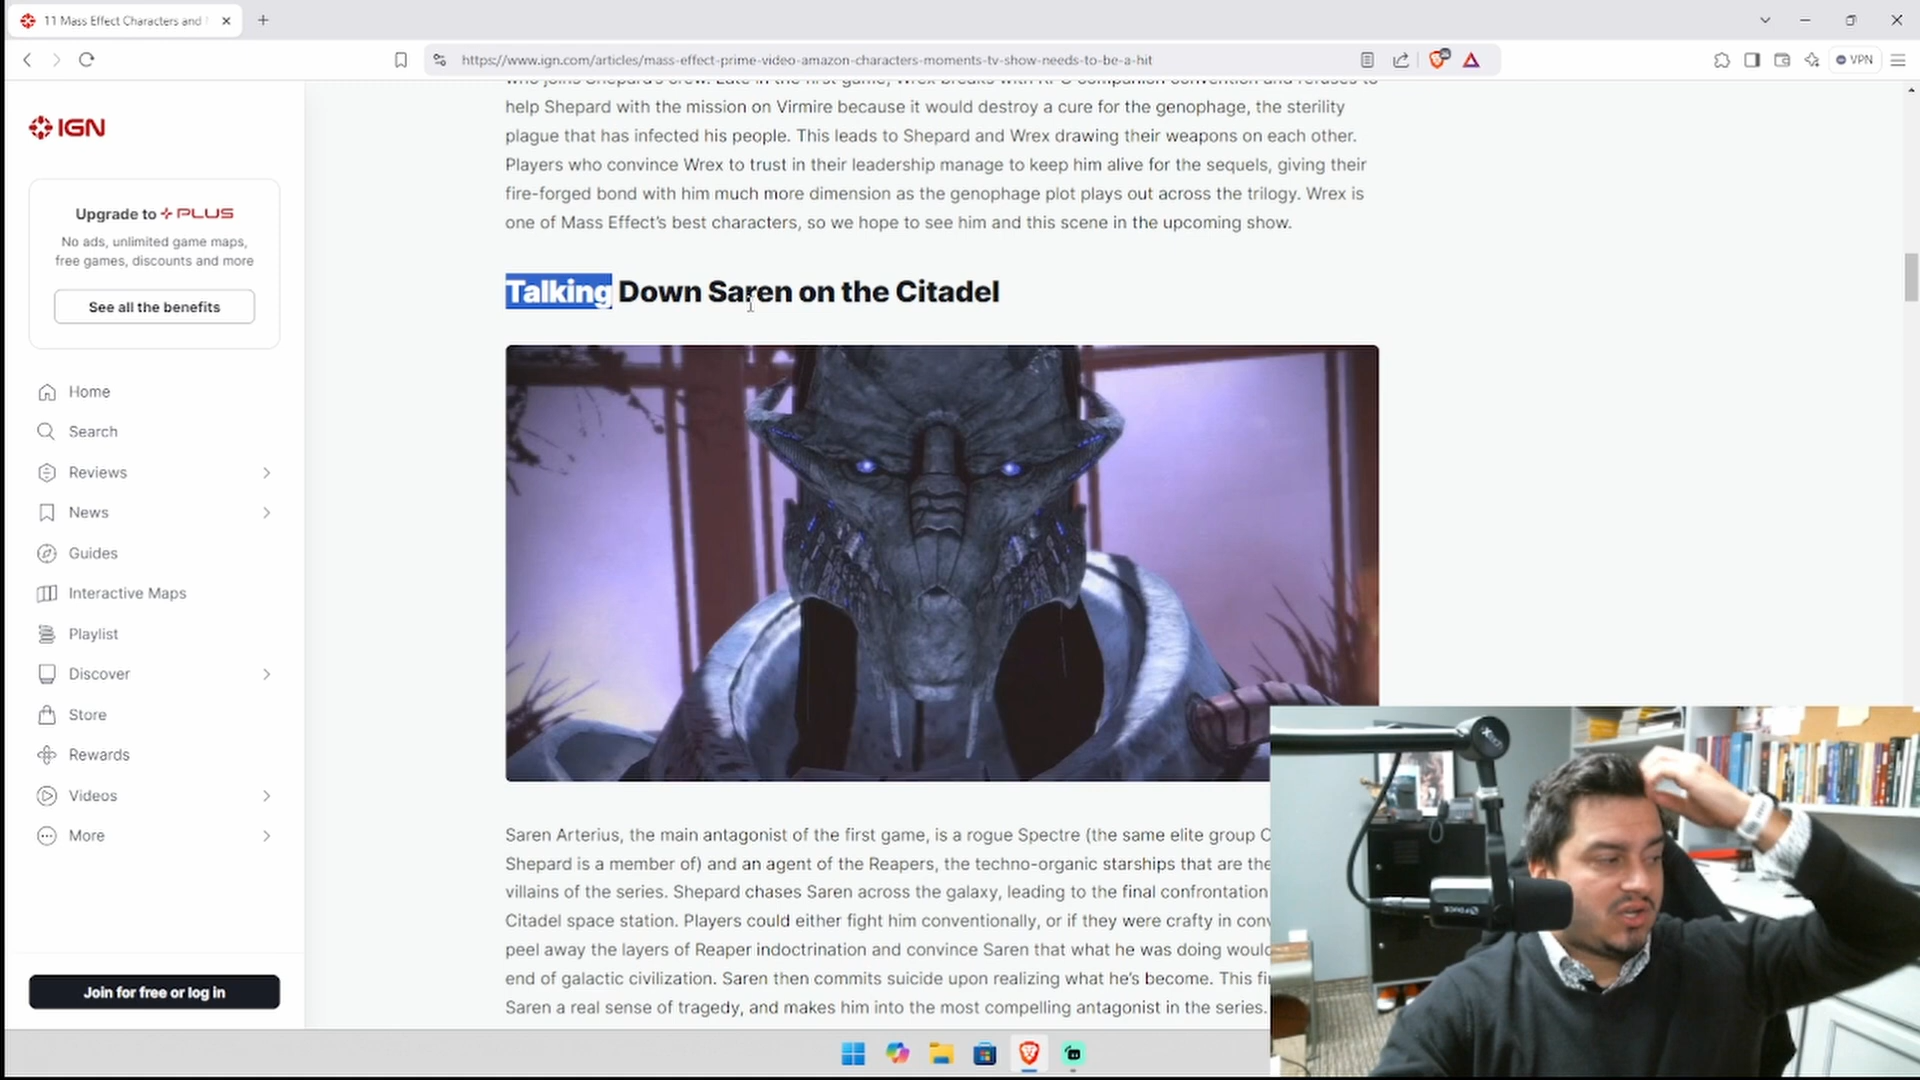 11 Mass Effect Characters and
https://www.ign.com/articles/mass-effect-prime-video-amazon-characters-moments-tv-show-needs-to-be-a-hit
26
VPN
IGN
Upgrade to PLUS
No ads, unlimited game maps,
free games, discounts and more
See all the benefits
Home
Search
Reviews
News
Guides
Interactive Maps
Playlist
Discover
Store
Rewards
Videos
More
Join for free or log in
help Shepard with the mission on Virmire because it would destroy a cure for the genophage, the sterility
plague that has infected his people. This leads to Shepard and Wrex drawing their weapons on each other.
Players who convince Wrex to trust in their leadership manage to keep him alive for the sequels, giving their
fire-forged bond with him much more dimension as the genophage plot plays out across the trilogy. Wrex is
one of Mass Effect's best characters, so we hope to see him and this scene in the upcoming show.
Talking Down Saren on the Citadel
Saren Arterius, the main antagonist of the first game, is a rogue Spectre (the same elite group C
Shepard is a member of) and an agent of the Reapers, the techno-organic starships that are the
villains of the series. Shepard chases Saren across the galaxy, leading to the final confrontation
Citadel space station. Players could either fight him conventionally, or if they were crafty in conv
peel away the layers of Reaper indoctrination and convince Saren that what he was doing would
end of galactic civilization. Saren then commits suicide upon realizing what he's become. This fi
Saren a real sense of tragedy, and makes him into the most compelling antagonist in the series.